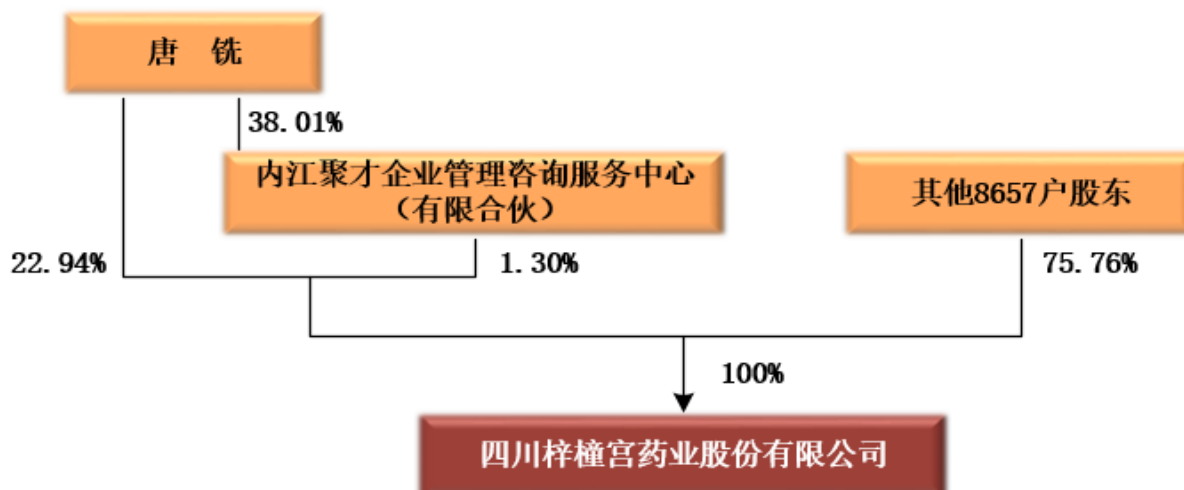 唐　铣
38.01%
内江聚才企业管理咨询服务中心
（有限合伙）
其他8657户股东
22.94%
1.30%
75.76%
100%
四川梓橦宫药业股份有限公司